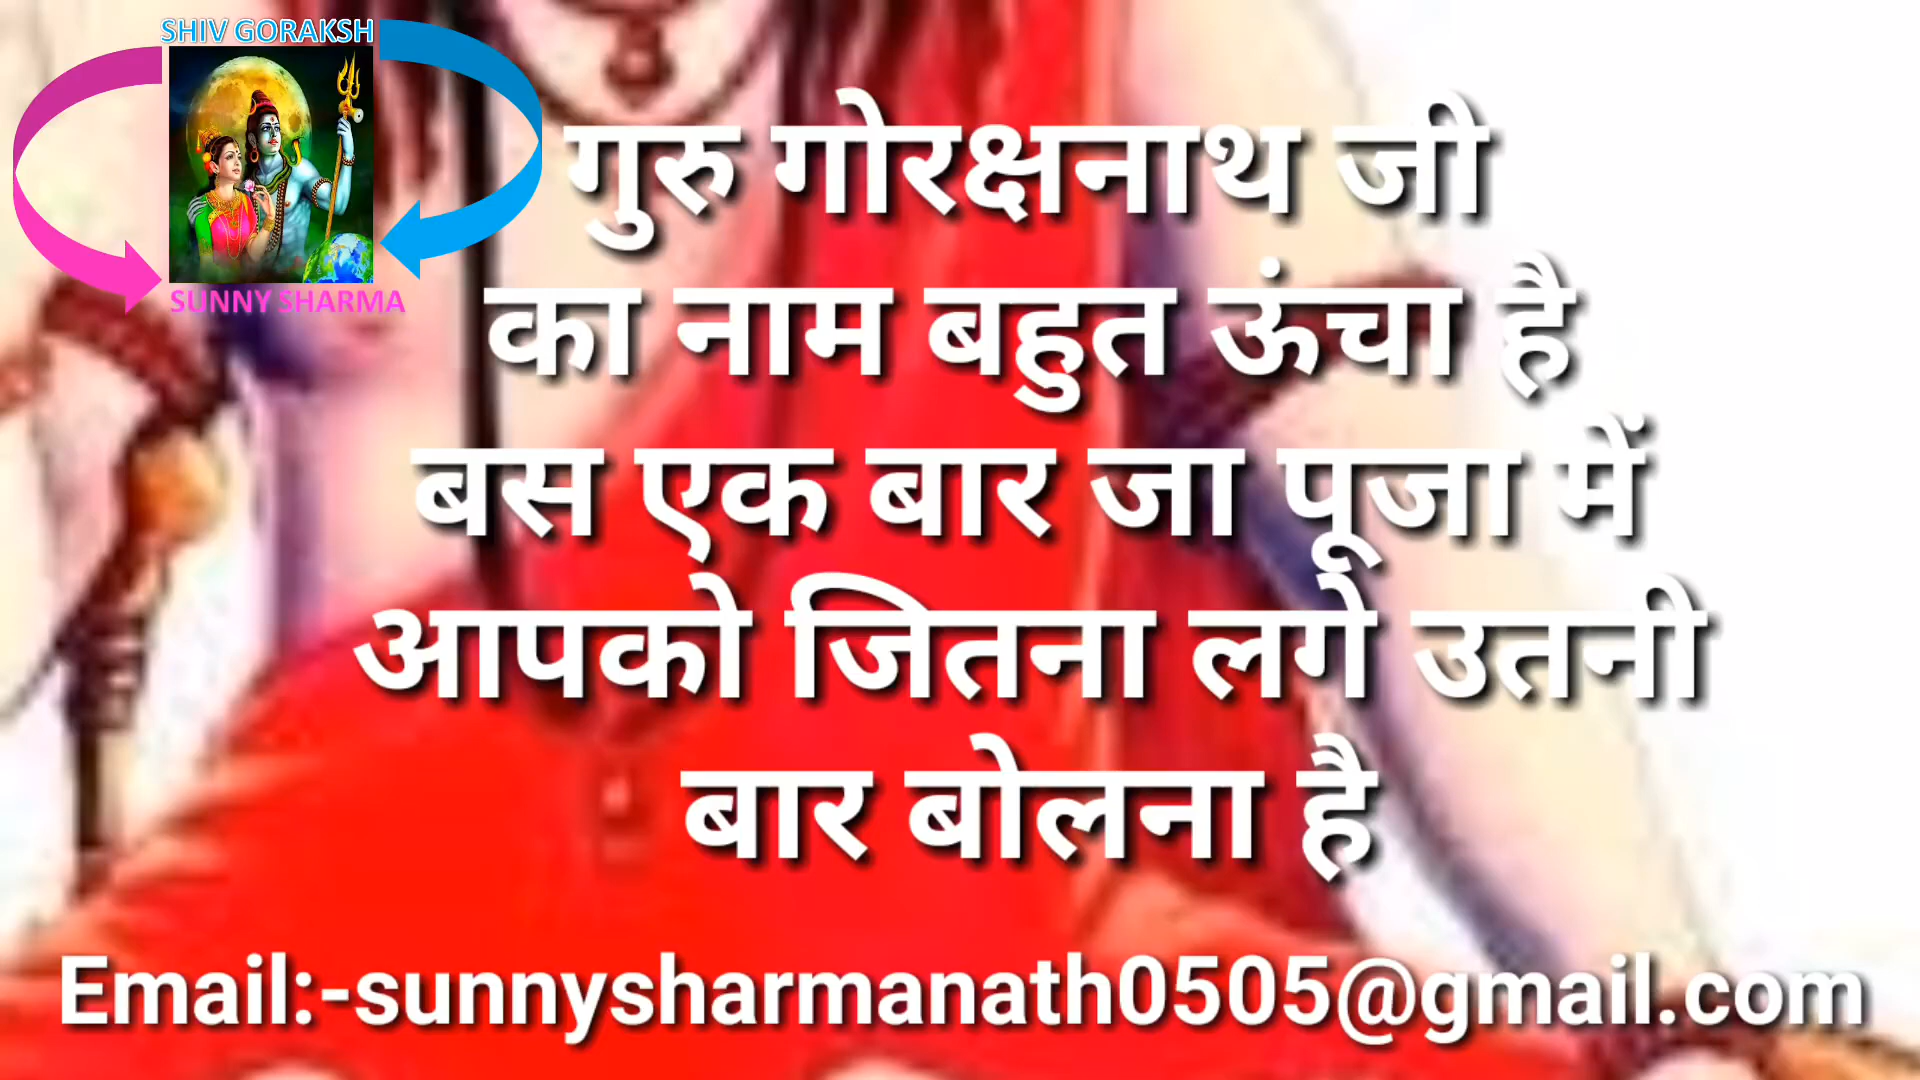 SHIV GORAKSH
SUNNY SHARMA
गुरु गोरक्षनाथ जी
का नाम बहुत ऊंचा है
बस एक बार जा पूजा में
आपको जितना लगे उतनी
बार बोलना है
Email:-sunnysharmanath0505@gmail.com